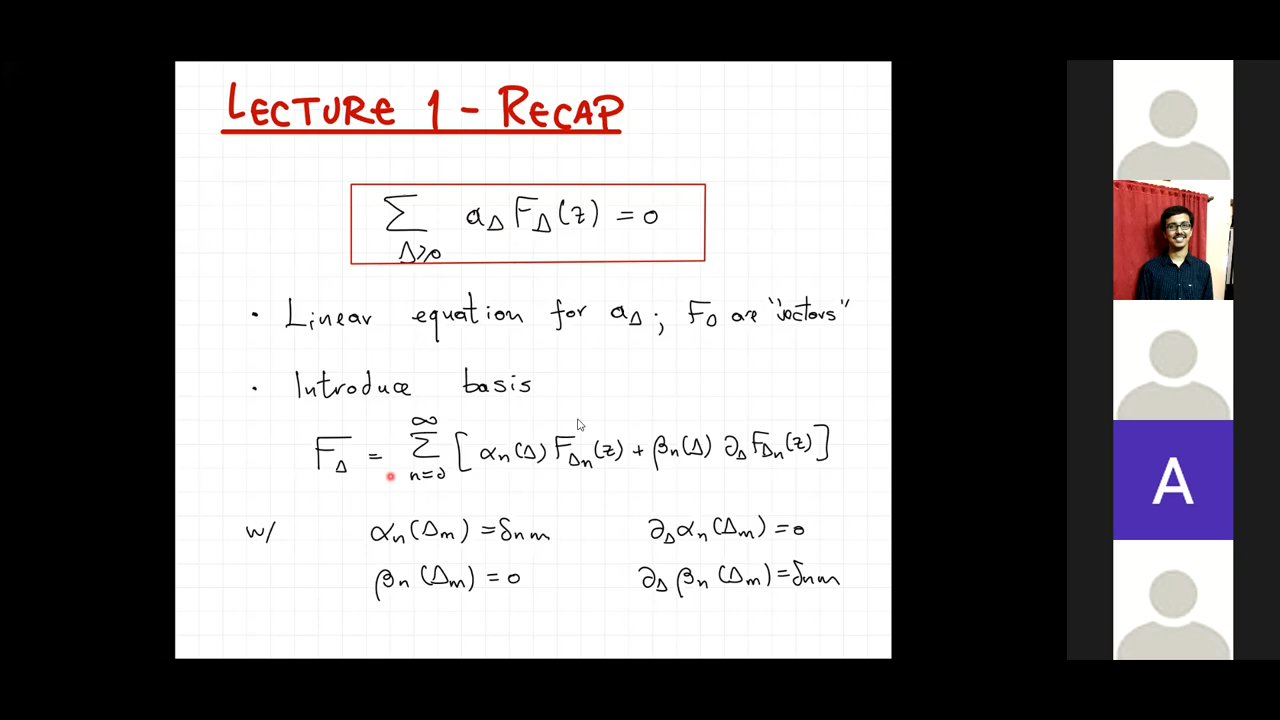 LECTURE 1 - RECAP
∑_{Δ⩾0} a_Δ F_Δ(z) = 0
• Linear equation for a_Δ ; F_Δ are "vectors"
• Introduce basis
F_Δ = ∑_{n=0}^{∞} [ α_n(Δ) F_{Δ_n}(z) + β_n(Δ) ∂_Δ F_{Δ_n}(z) ]
w/ α_n(Δ_m) = δ_{nm} ∂_Δ α_n(Δ_m) = 0
β_n(Δ_m) = 0 ∂_Δ β_n(Δ_m) = δ_{nm}
A